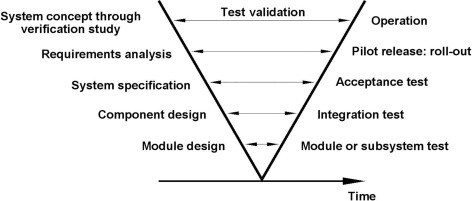 System concept through
verification study
Test validation
Operation
Requirements analysis
Pilot release: roll-out
System specification
Acceptance test
Component design
Integration test
Module design
Module or subsystem test
Time